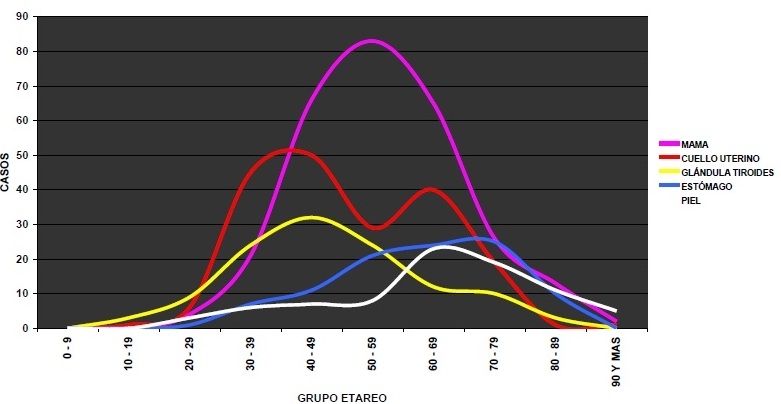 90
80
70
60
50
40
30
20
10
0
CASOS
0 - 9
10 - 19
20 - 29
30 - 39
40 - 49
50 - 59
60 - 69
70 - 79
80 - 89
90 Y MAS
GRUPO ETAREO
MAMA
CUELLO UTERINO
GLÁNDULA TIROIDES
ESTÓMAGO
PIEL